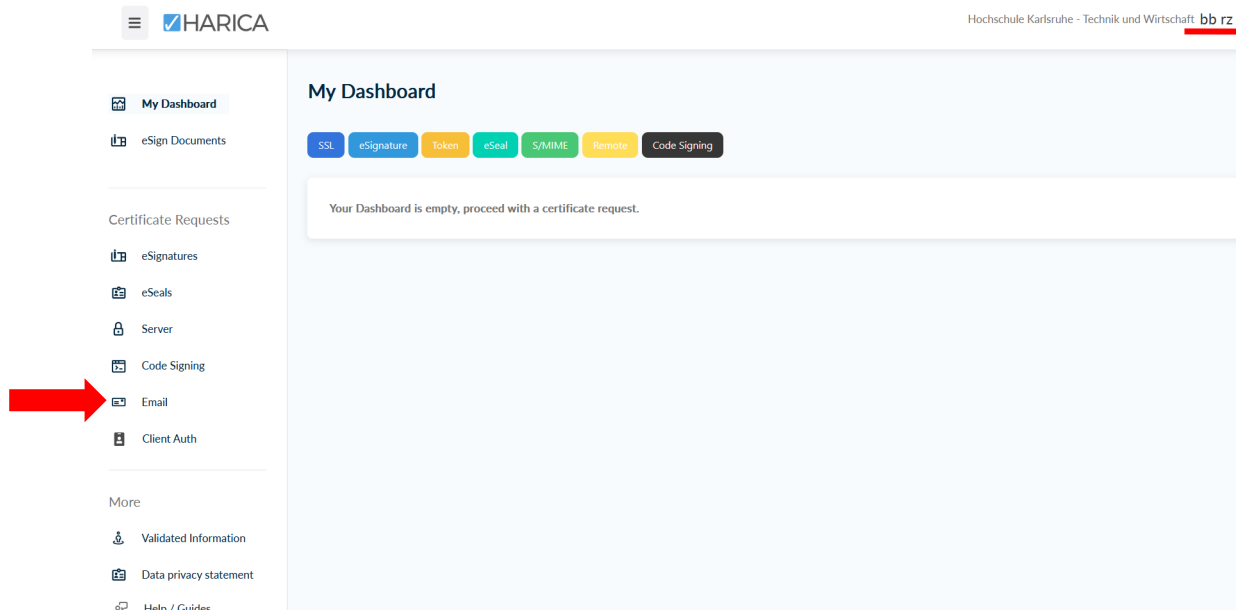 HARICA
Hochschule Karlsruhe - Technik und Wirtschaft bb rz
My Dashboard
eSign Documents
Certificate Requests
eSignatures
eSeals
Server
Code Signing
Email
Client Auth
More
Validated Information
Data privacy statement
Help / Guides
My Dashboard
SSL eSignature Token eSeal S/MIME Remote Code Signing
Your Dashboard is empty, proceed with a certificate request.